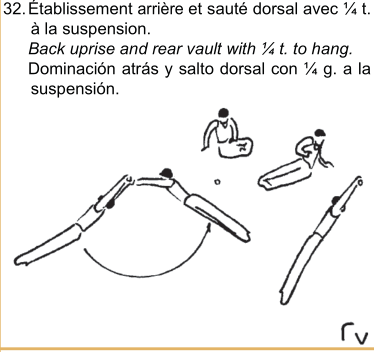 32. Établissement arrière et sauté dorsal avec ¼ t.
à la suspension.
Back uprise and rear vault with ¼ t. to hang.
Dominación atrás y salto dorsal con ¼ g. a la
suspensión.